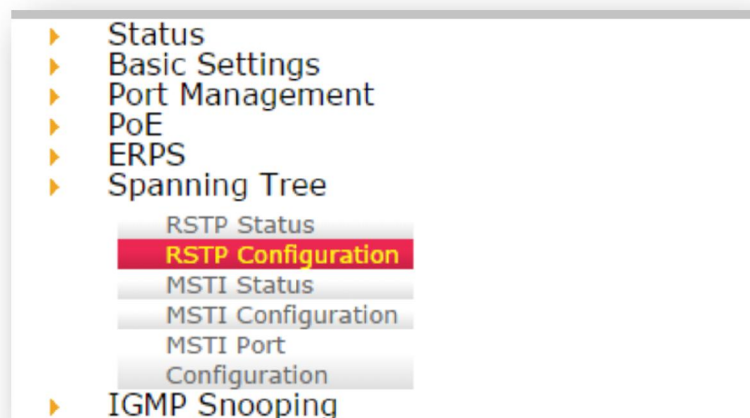 Status
Basic Settings
Port Management
PoE
ERPS
Spanning Tree
RSTP Status
RSTP Configuration
MSTI Status
MSTI Configuration
MSTI Port
Configuration
IGMP Snooping